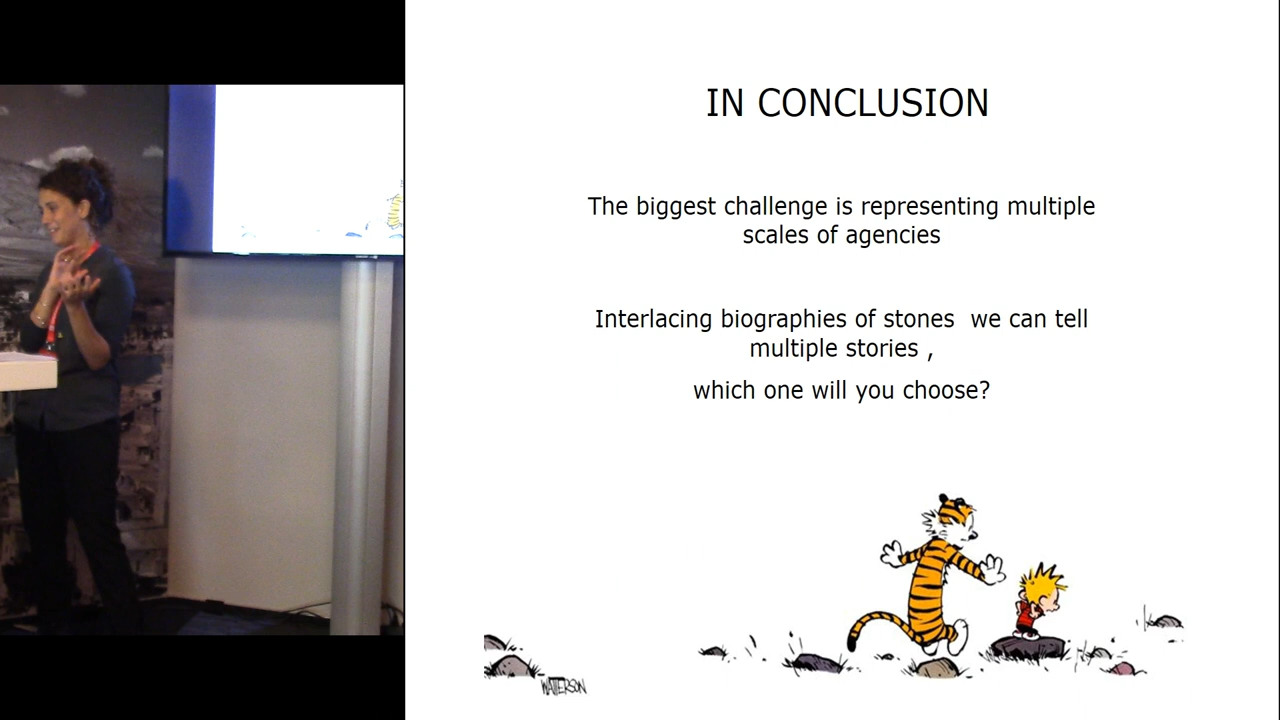 IN CONCLUSION
The biggest challenge is representing multiple
scales of agencies
Interlacing biographies of stones  we can tell
multiple stories ,
which one will you choose?
WATTERSON